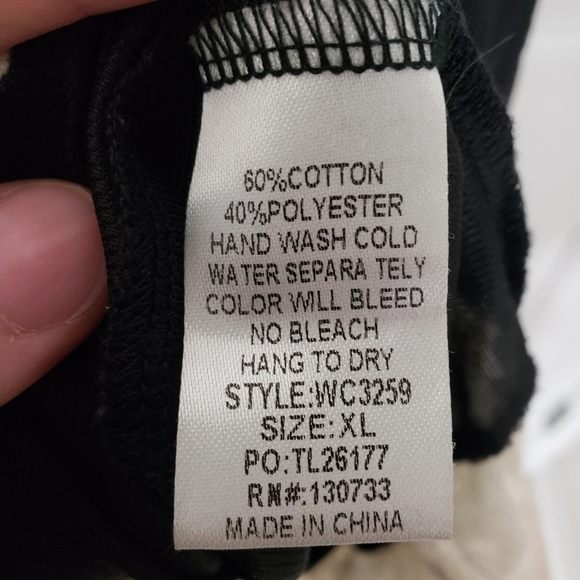 60%COTTON
40%POLYESTER
HAND WASH COLD
WATER SEPARA TELY
COLOR WILL BLEED
NO BLEACH
HANG TO DRY
STYLE:WC3259
SIZE:XL
PO:TL26177
RN#:130733
MADE IN CHINA